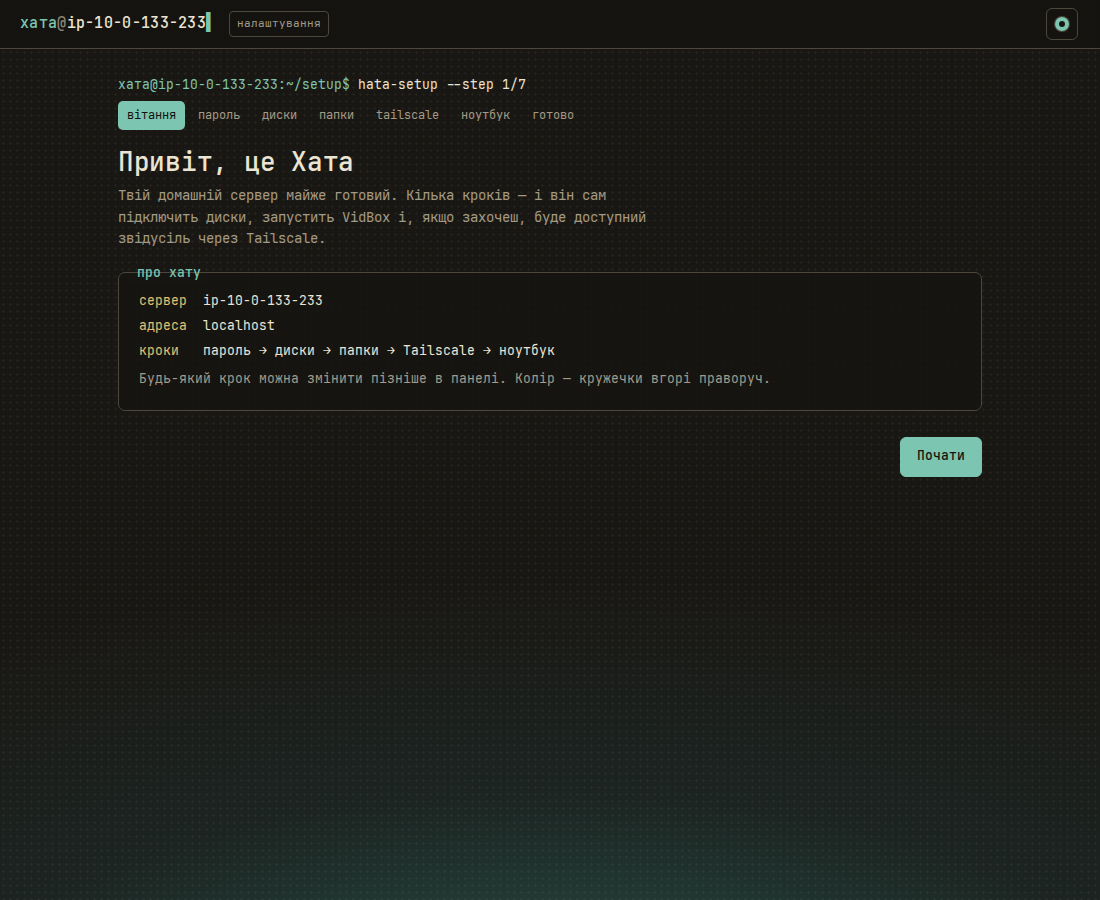 хата@ip-10-0-133-233
налаштування
хата@ip-10-0-133-233:~/setup$ hata-setup --step 1/7
вітання пароль диски папки tailscale ноутбук готово
Привіт, це Хата
Твій домашній сервер майже готовий. Кілька кроків — і він сам
підключить диски, запустить VidBox і, якщо захочеш, буде доступний
звідусіль через Tailscale.
про хату
сервер ip-10-0-133-233
адреса localhost
кроки пароль → диски → папки → Tailscale → ноутбук
Будь-який крок можна змінити пізніше в панелі. Колір — кружечки вгорі праворуч.
Почати